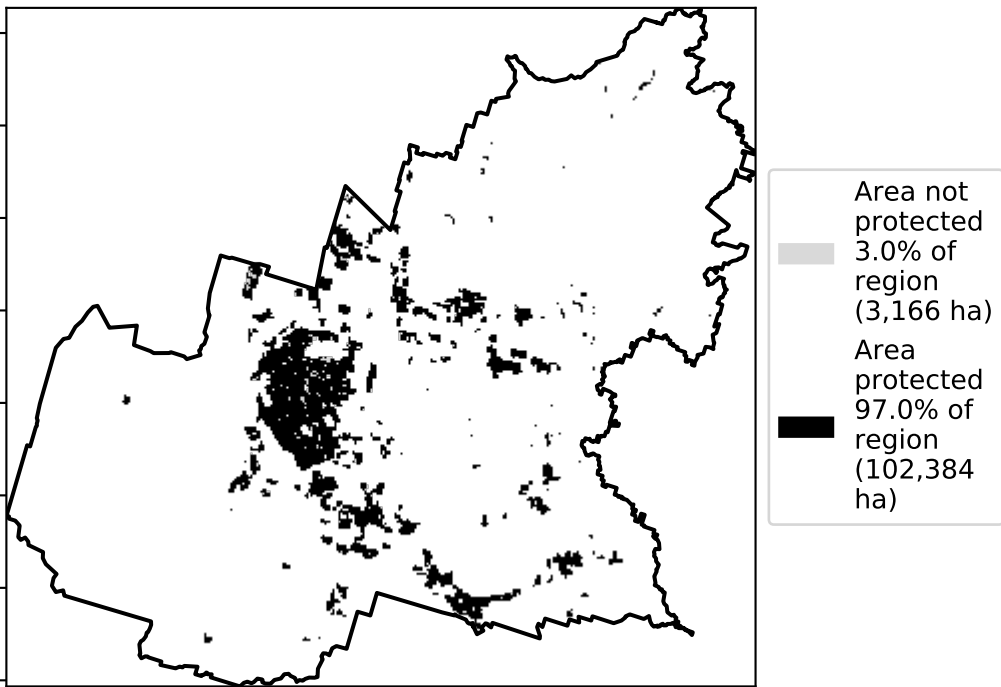 Area not
protected
3.0% of
region
(3,166 ha)
Area
protected
97.0% of
region
(102,384
ha)